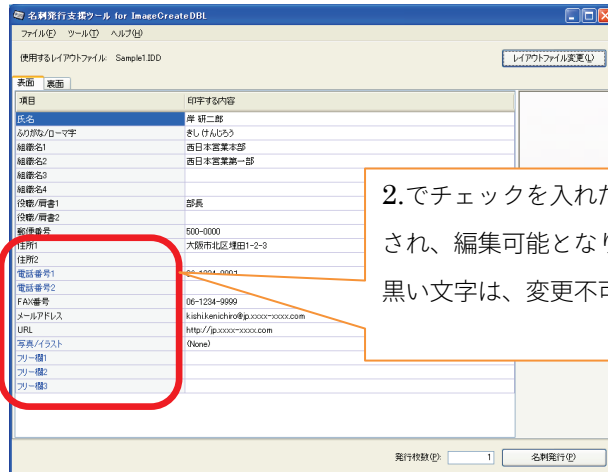 名刺発行支援ツール for ImageCreateDBL
ファイル(F) ツール(T) ヘルプ(H)
使用するレイアウトファイル: Sample1.IDD
レイアウトファイル変更(L)
表面 裏面
項目 印字する内容
氏名 岸 研二郎
ふりがな/ローマ字 きし けんじろう
組織名1 西日本営業本部
組織名2 西日本営業第一部
組織名3
組織名4
役職/肩書1 部長
役職/肩書2
郵便番号 500-0000
住所1 大阪市北区埋田1-2-3
住所2
電話番号1
電話番号2
FAX番号 06-1234-9999
メールアドレス kishi.kenichiro@jp.xxxx-xxxx.com
URL http://jp.xxxx-xxxx.com
写真/イラスト (None)
フリー欄1
フリー欄2
フリー欄3
2.でチェックを入れた
され、編集可能となり
黒い文字は、変更不可
発行枚数(P): 1 名刺発行(P)